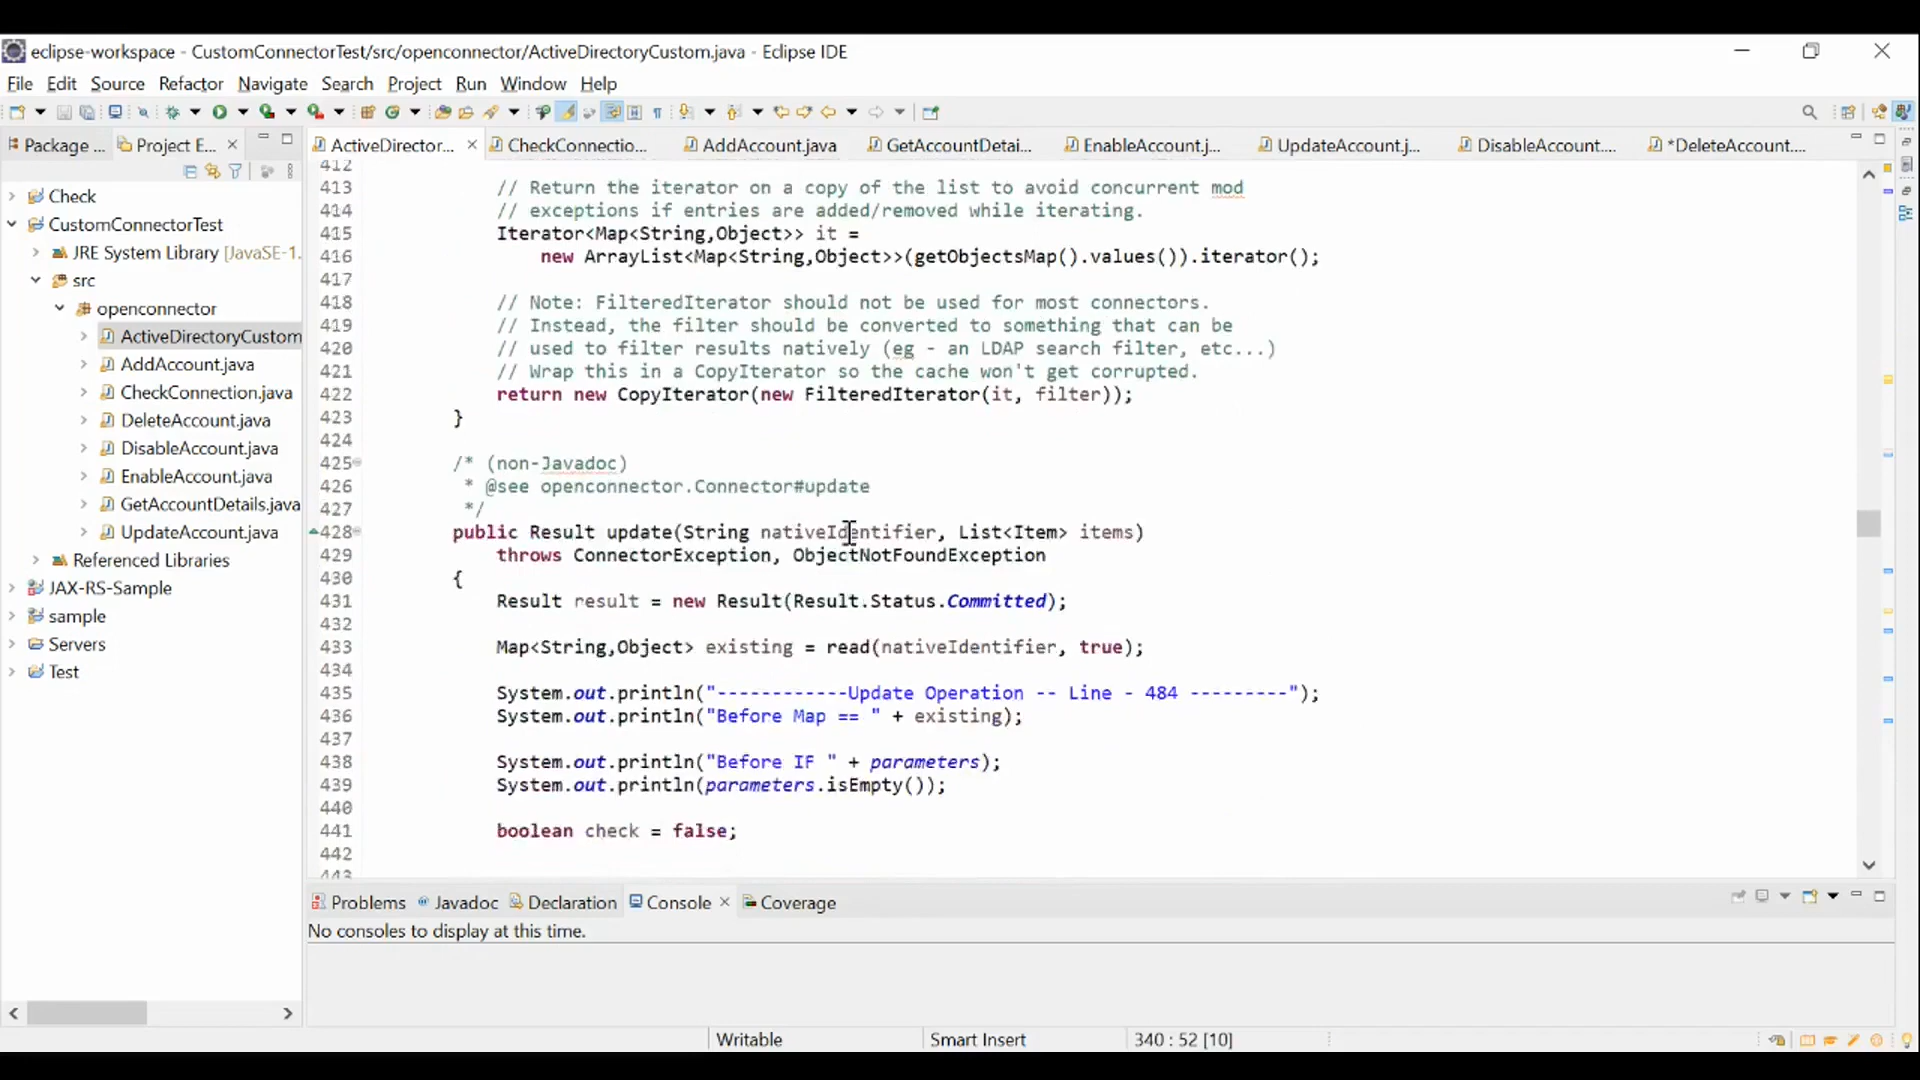 eclipse-workspace - CustomConnectorTest/src/openconnector/ActiveDirectoryCustom.java - Eclipse IDE
File Edit Source Refactor Navigate Search Project Run Window Help
Package ... Project E...
ActiveDirector... CheckConnectio... AddAccount.java GetAccountDetai... EnableAccount.j... UpdateAccount.j... DisableAccount.... *DeleteAccount....
Check
CustomConnectorTest
JRE System Library [JavaSE-1.
src
openconnector
ActiveDirectoryCustom
AddAccount.java
CheckConnection.java
DeleteAccount.java
DisableAccount.java
EnableAccount.java
GetAccountDetails.java
UpdateAccount.java
Referenced Libraries
JAX-RS-Sample
sample
Servers
Test
412
413 // Return the iterator on a copy of the list to avoid concurrent mod
414 // exceptions if entries are added/removed while iterating.
415 Iterator<Map<String,Object>> it =
416 new ArrayList<Map<String,Object>>(getObjectsMap().values()).iterator();
417
418 // Note: FilteredIterator should not be used for most connectors.
419 // Instead, the filter should be converted to something that can be
420 // used to filter results natively (eg - an LDAP search filter, etc...)
421 // Wrap this in a CopyIterator so the cache won't get corrupted.
422 return new CopyIterator(new FilteredIterator(it, filter));
423 }
424
425 /* (non-Javadoc)
426 * @see openconnector.Connector#update
427 */
428 public Result update(String nativeIdentifier, List<Item> items)
429 throws ConnectorException, ObjectNotFoundException
430 {
431 Result result = new Result(Result.Status.Committed);
432
433 Map<String,Object> existing = read(nativeIdentifier, true);
434
435 System.out.println("------------Update Operation -- Line - 484 ---------");
436 System.out.println("Before Map == " + existing);
437
438 System.out.println("Before IF " + parameters);
439 System.out.println(parameters.isEmpty());
440
441 boolean check = false;
442
443
Problems Javadoc Declaration Console Coverage
No consoles to display at this time.
Writable Smart Insert 340 : 52 [10]